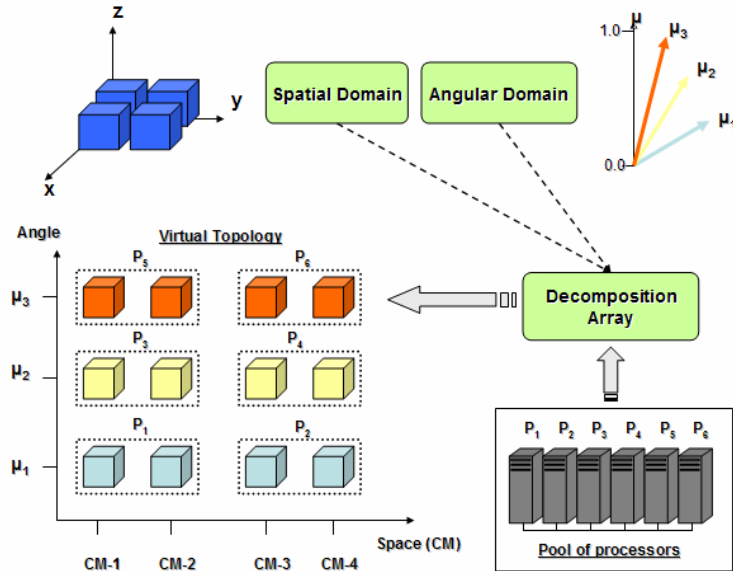 z
y
x
Spatial Domain
Angular Domain
μ
1.0
0.0
μ3
μ2
μ1
Angle
Virtual Topology
P5
P6
μ3
P3
P4
μ2
P1
P2
μ1
Space (CM)
CM-1
CM-2
CM-3
CM-4
Decomposition
Array
P1 P2 P3 P4 P5 P6
Pool of processors